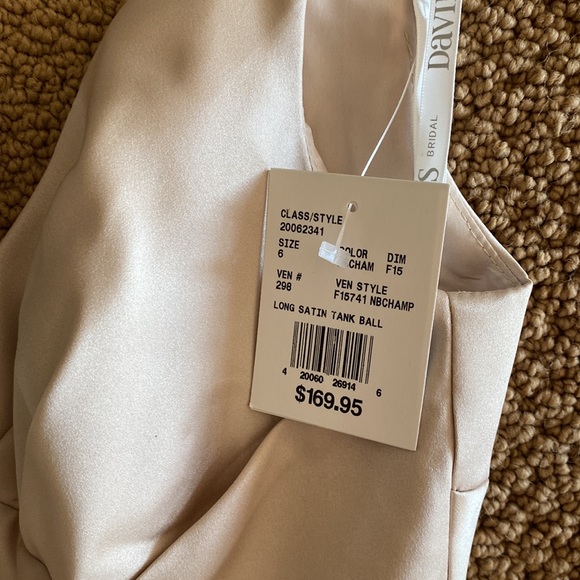 DAVI
S
BRIDAL
CLASS/STYLE
20062341
SIZE COLOR DIM
6 CHAM F15
VEN # VEN STYLE
298 F15741 NBCHAMP
LONG SATIN TANK BALL
4 20060 26914 6
$169.95